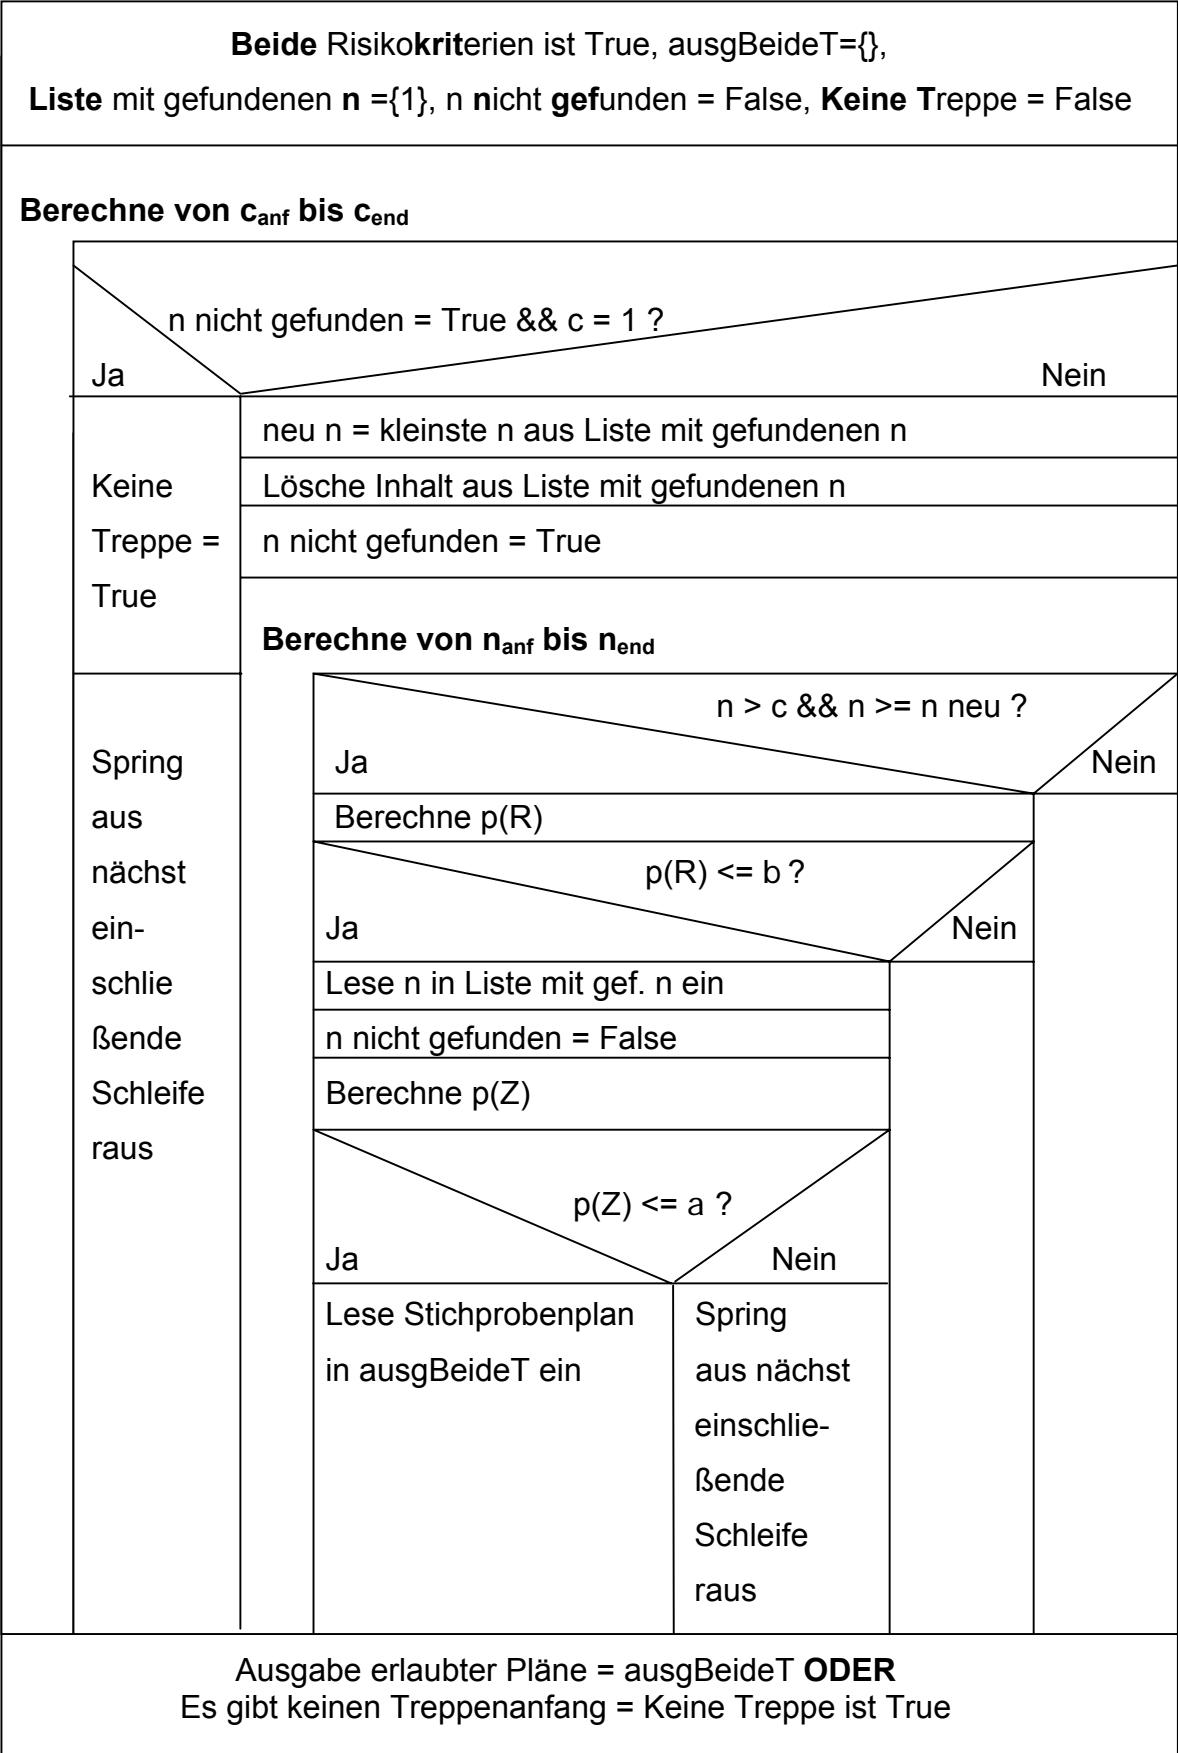 Beide Risikokriterien ist True, ausgBeideT={},
Liste mit gefundenen n ={1}, n nicht gefunden = False, Keine Treppe = False
Berechne von canf bis cend
n nicht gefunden = True && c = 1 ?
Ja
Nein
Keine
Treppe =
True
Spring
aus
nächst
ein-
schlie
ßende
Schleife
raus
neu n = kleinste n aus Liste mit gefundenen n
Lösche Inhalt aus Liste mit gefundenen n
n nicht gefunden = True
Berechne von nanf bis nend
n > c && n >= n neu ?
Ja
Nein
Berechne p(R)
p(R) <= b ?
Ja
Nein
Lese n in Liste mit gef. n ein
n nicht gefunden = False
Berechne p(Z)
p(Z) <= a ?
Ja
Nein
Lese Stichprobenplan
in ausgBeideT ein
Spring
aus nächst
einschlie-
ßende
Schleife
raus
Ausgabe erlaubter Pläne = ausgBeideT ODER
Es gibt keinen Treppenanfang = Keine Treppe ist True